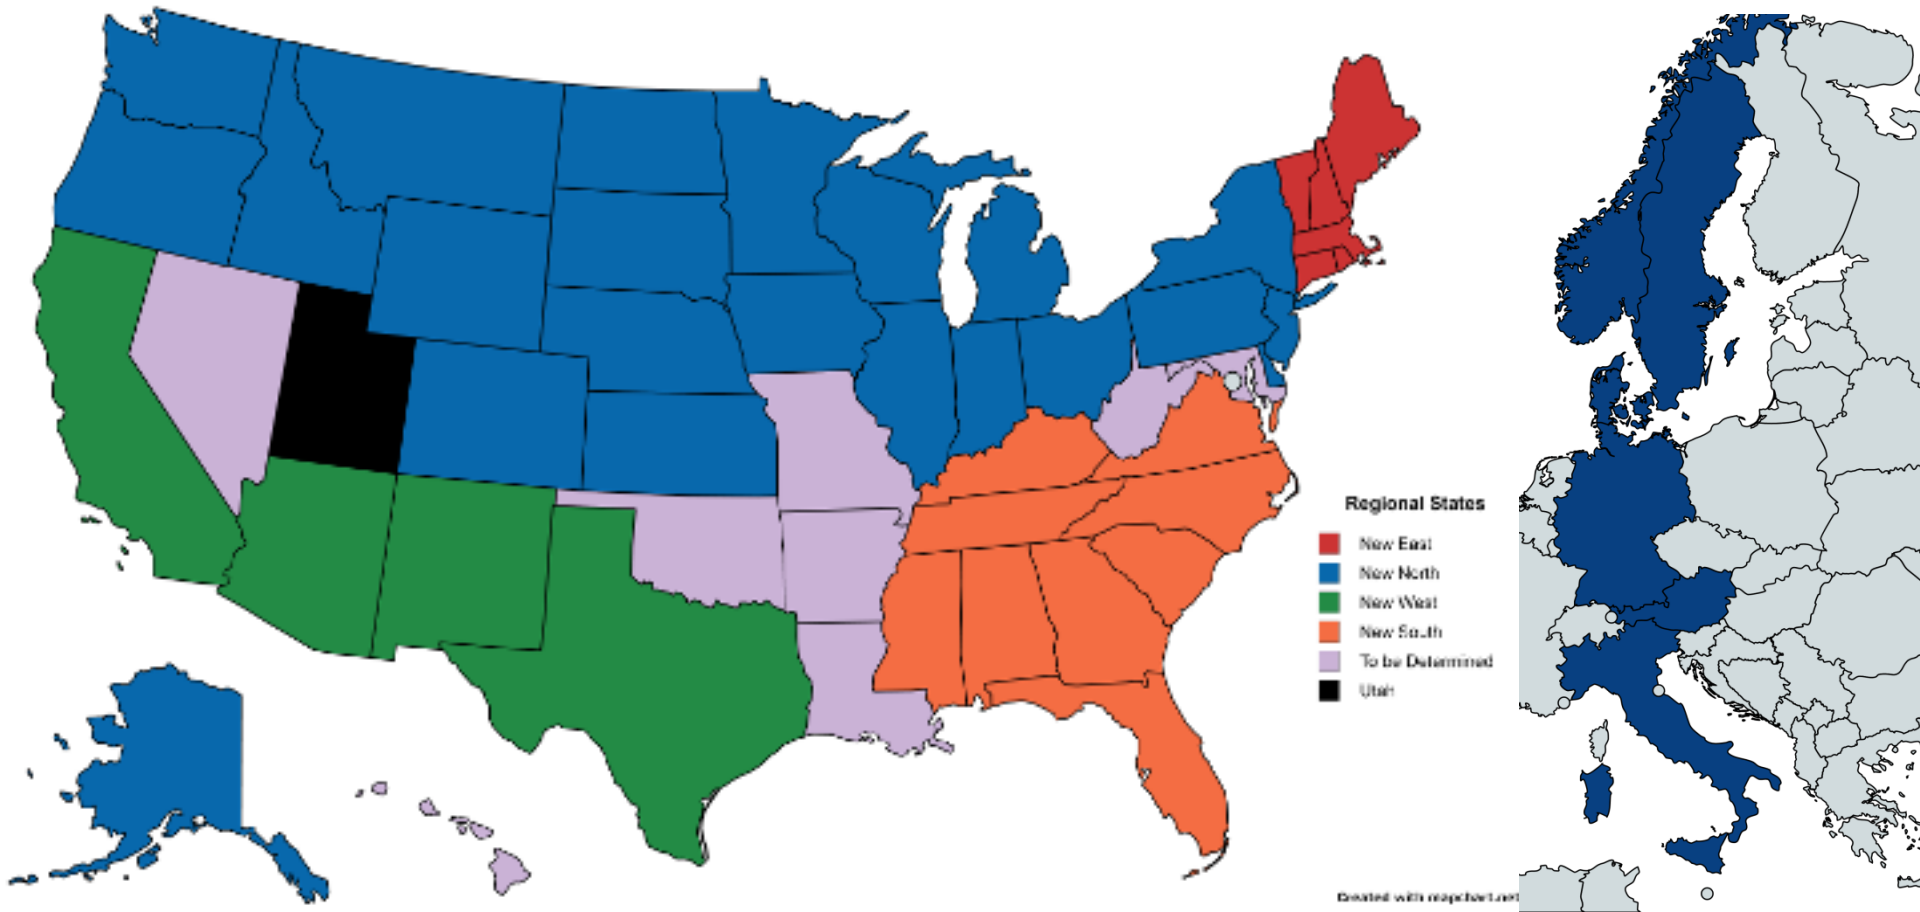 Regional States
New East
New North
New West
New South
To be Determined
Utah
Created with mapchart.net